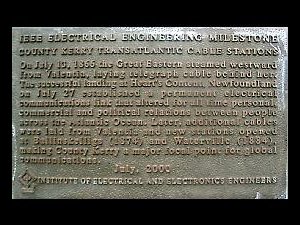 IEEE ELECTRICAL ENGINEERING MILESTONE
COUNTY KERRY TRANSATLANTIC CABLE STATIONS
On July 13, 1866 the Great Eastern steamed westward
from Valentia, laying telegraph cable behind her.
The successful landing at Heart's Content, Newfoundland
on July 27 established a permanent electrical
communications link that altered for all time personal,
commercial and political relations between people
across the Atlantic Ocean. Later, additional cables
were laid from Valentia and new stations opened
at Ballinskelligs (1874) and Waterville (1884),
making County Kerry a major focal point for global
communications.
July, 2000
INSTITUTE OF ELECTRICAL AND ELECTRONICS ENGINEERS